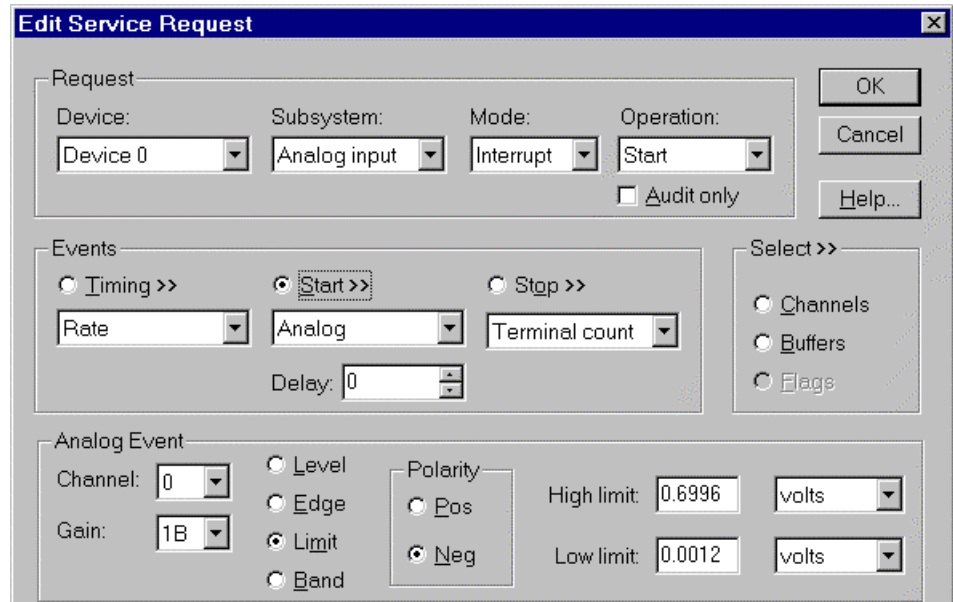 Edit Service Request
Request
Device: Subsystem: Mode: Operation:
Device 0 Analog input Interrupt Start
Audit only
OK
Cancel
Help...
Events
Timing >> Start >> Stop >>
Rate Analog Terminal count
Delay: 0
Select >>
Channels
Buffers
Flags
Analog Event
Channel: 0
Gain: 1B
Level
Edge
Limit
Band
Polarity
Pos
Neg
High limit: 0.6996 volts
Low limit: 0.0012 volts